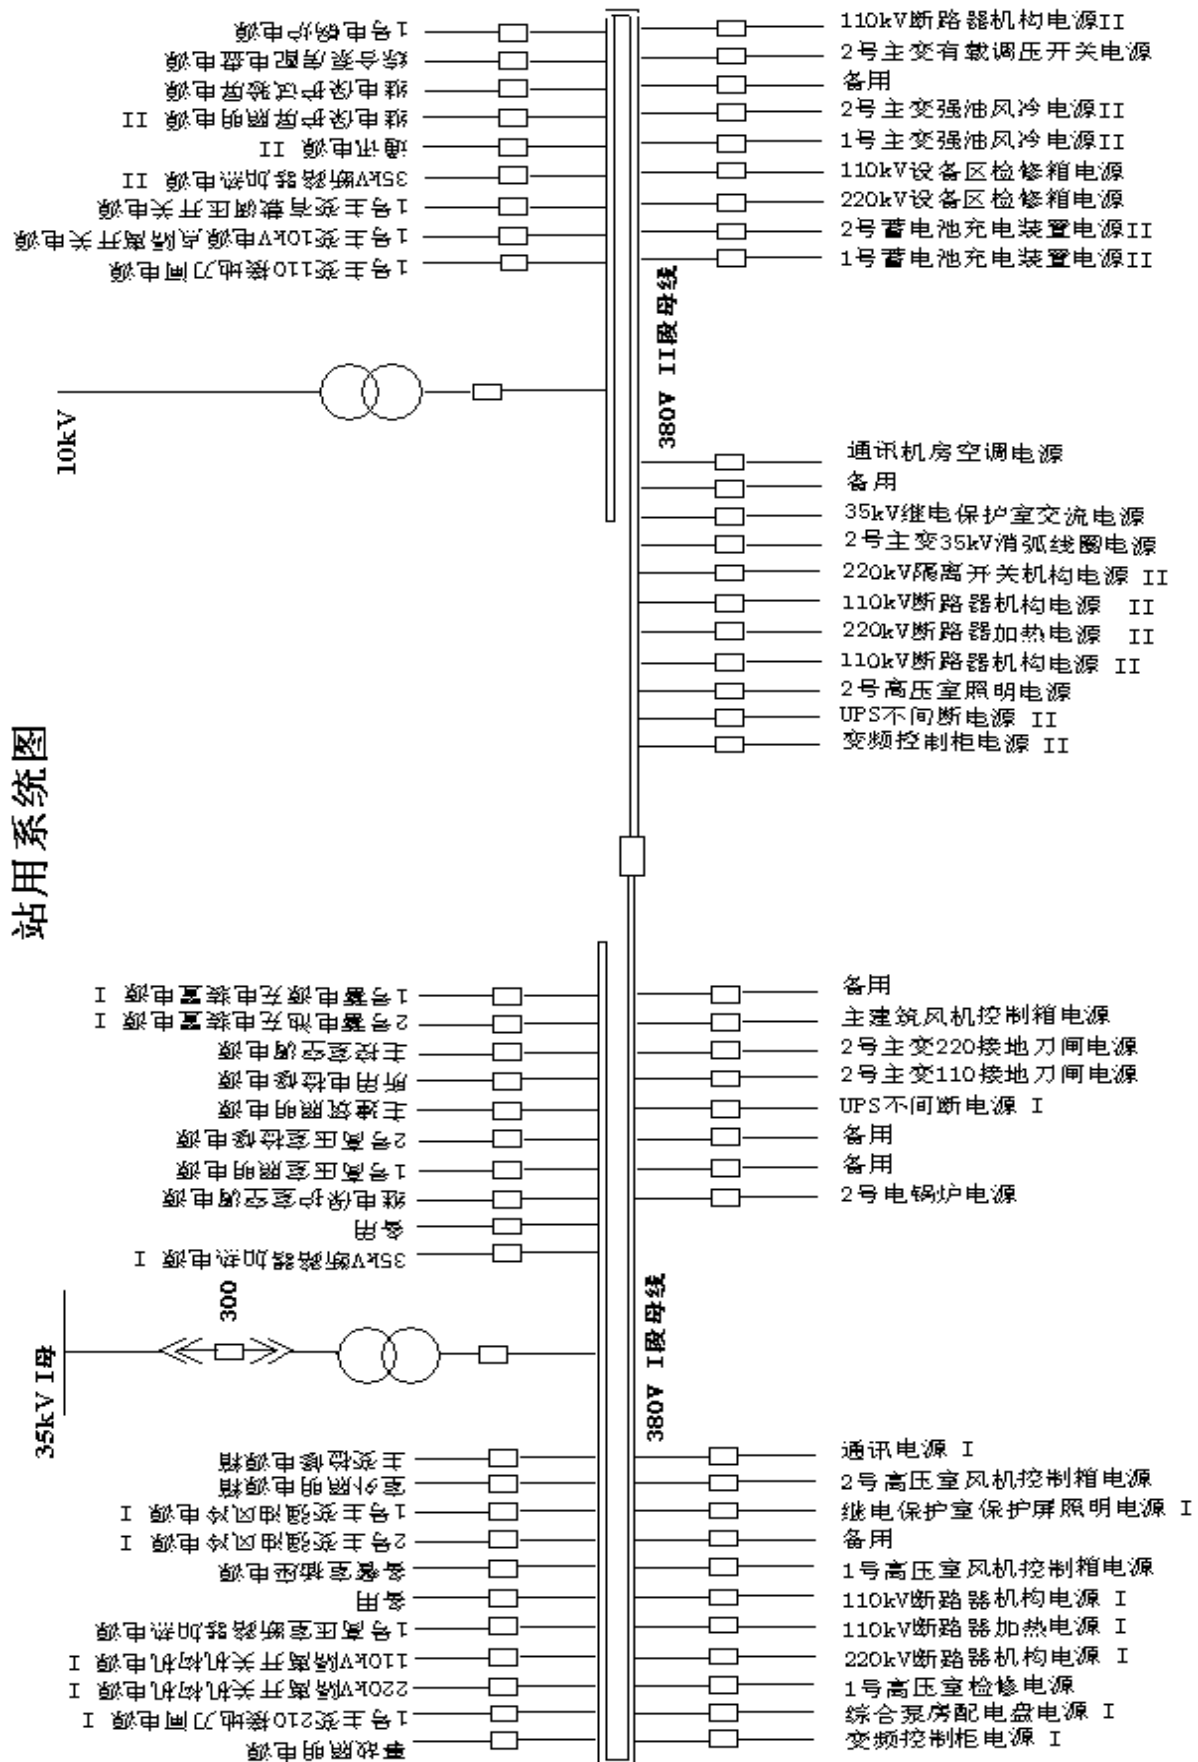 站用系统图
10kV
35kV I母
300
380V II段母线
380V I段母线
1号电锅炉电源
综合泵房配电盘电源
继电保护试验屏电源
继电保护屏照明电源 II
通讯电源 II
35kV断路器加热电源 II
1号主变有载调压开关电源
1号主变10kV电源点隔离开关电源
1号主变110接地刀闸电源
110kV断路器机构电源II
2号主变有载调压开关电源
备用
2号主变强油风冷电源II
1号主变强油风冷电源II
110kV设备区检修箱电源
220kV设备区检修箱电源
2号蓄电池充电装置电源II
1号蓄电池充电装置电源II
通讯机房空调电源
备用
35kV继电保护室交流电源
2号主变35kV消弧线圈电源
220kV隔离开关机构电源 II
110kV断路器机构电源 II
220kV断路器加热电源 II
110kV断路器机构电源 II
2号高压室照明电源
UPS不间断电源 II
变频控制柜电源 II
1号蓄电源充电装置电源 I
2号蓄电池充电装置电源 I
主控室空调电源
所用电检修电源
主建筑照明电源
2号高压室检修电源
1号高压室照明电源
继电保护室空调电源
备用
35kV断路器加热电源 I
备用
主建筑风机控制箱电源
2号主变220接地刀闸电源
2号主变110接地刀闸电源
UPS不间断电源 I
备用
备用
2号电锅炉电源
主变检修电源箱
室外照明电源箱
1号主变强油风冷电源 I
2号主变强油风冷电源 I
备餐室插座电源
备用
1号高压室断路器加热电源
110kV隔离开关机构机电源 I
220kV隔离开关机构机电源 I
1号主变210接地刀闸电源 I
事故照明电源
通讯电源 I
2号高压室风机控制箱电源
继电保护室保护屏照明电源 I
备用
1号高压室风机控制箱电源
110kV断路器机构电源 I
110kV断路器加热电源 I
220kV断路器机构电源 I
1号高压室检修电源
综合泵房配电盘电源 I
变频控制柜电源 I